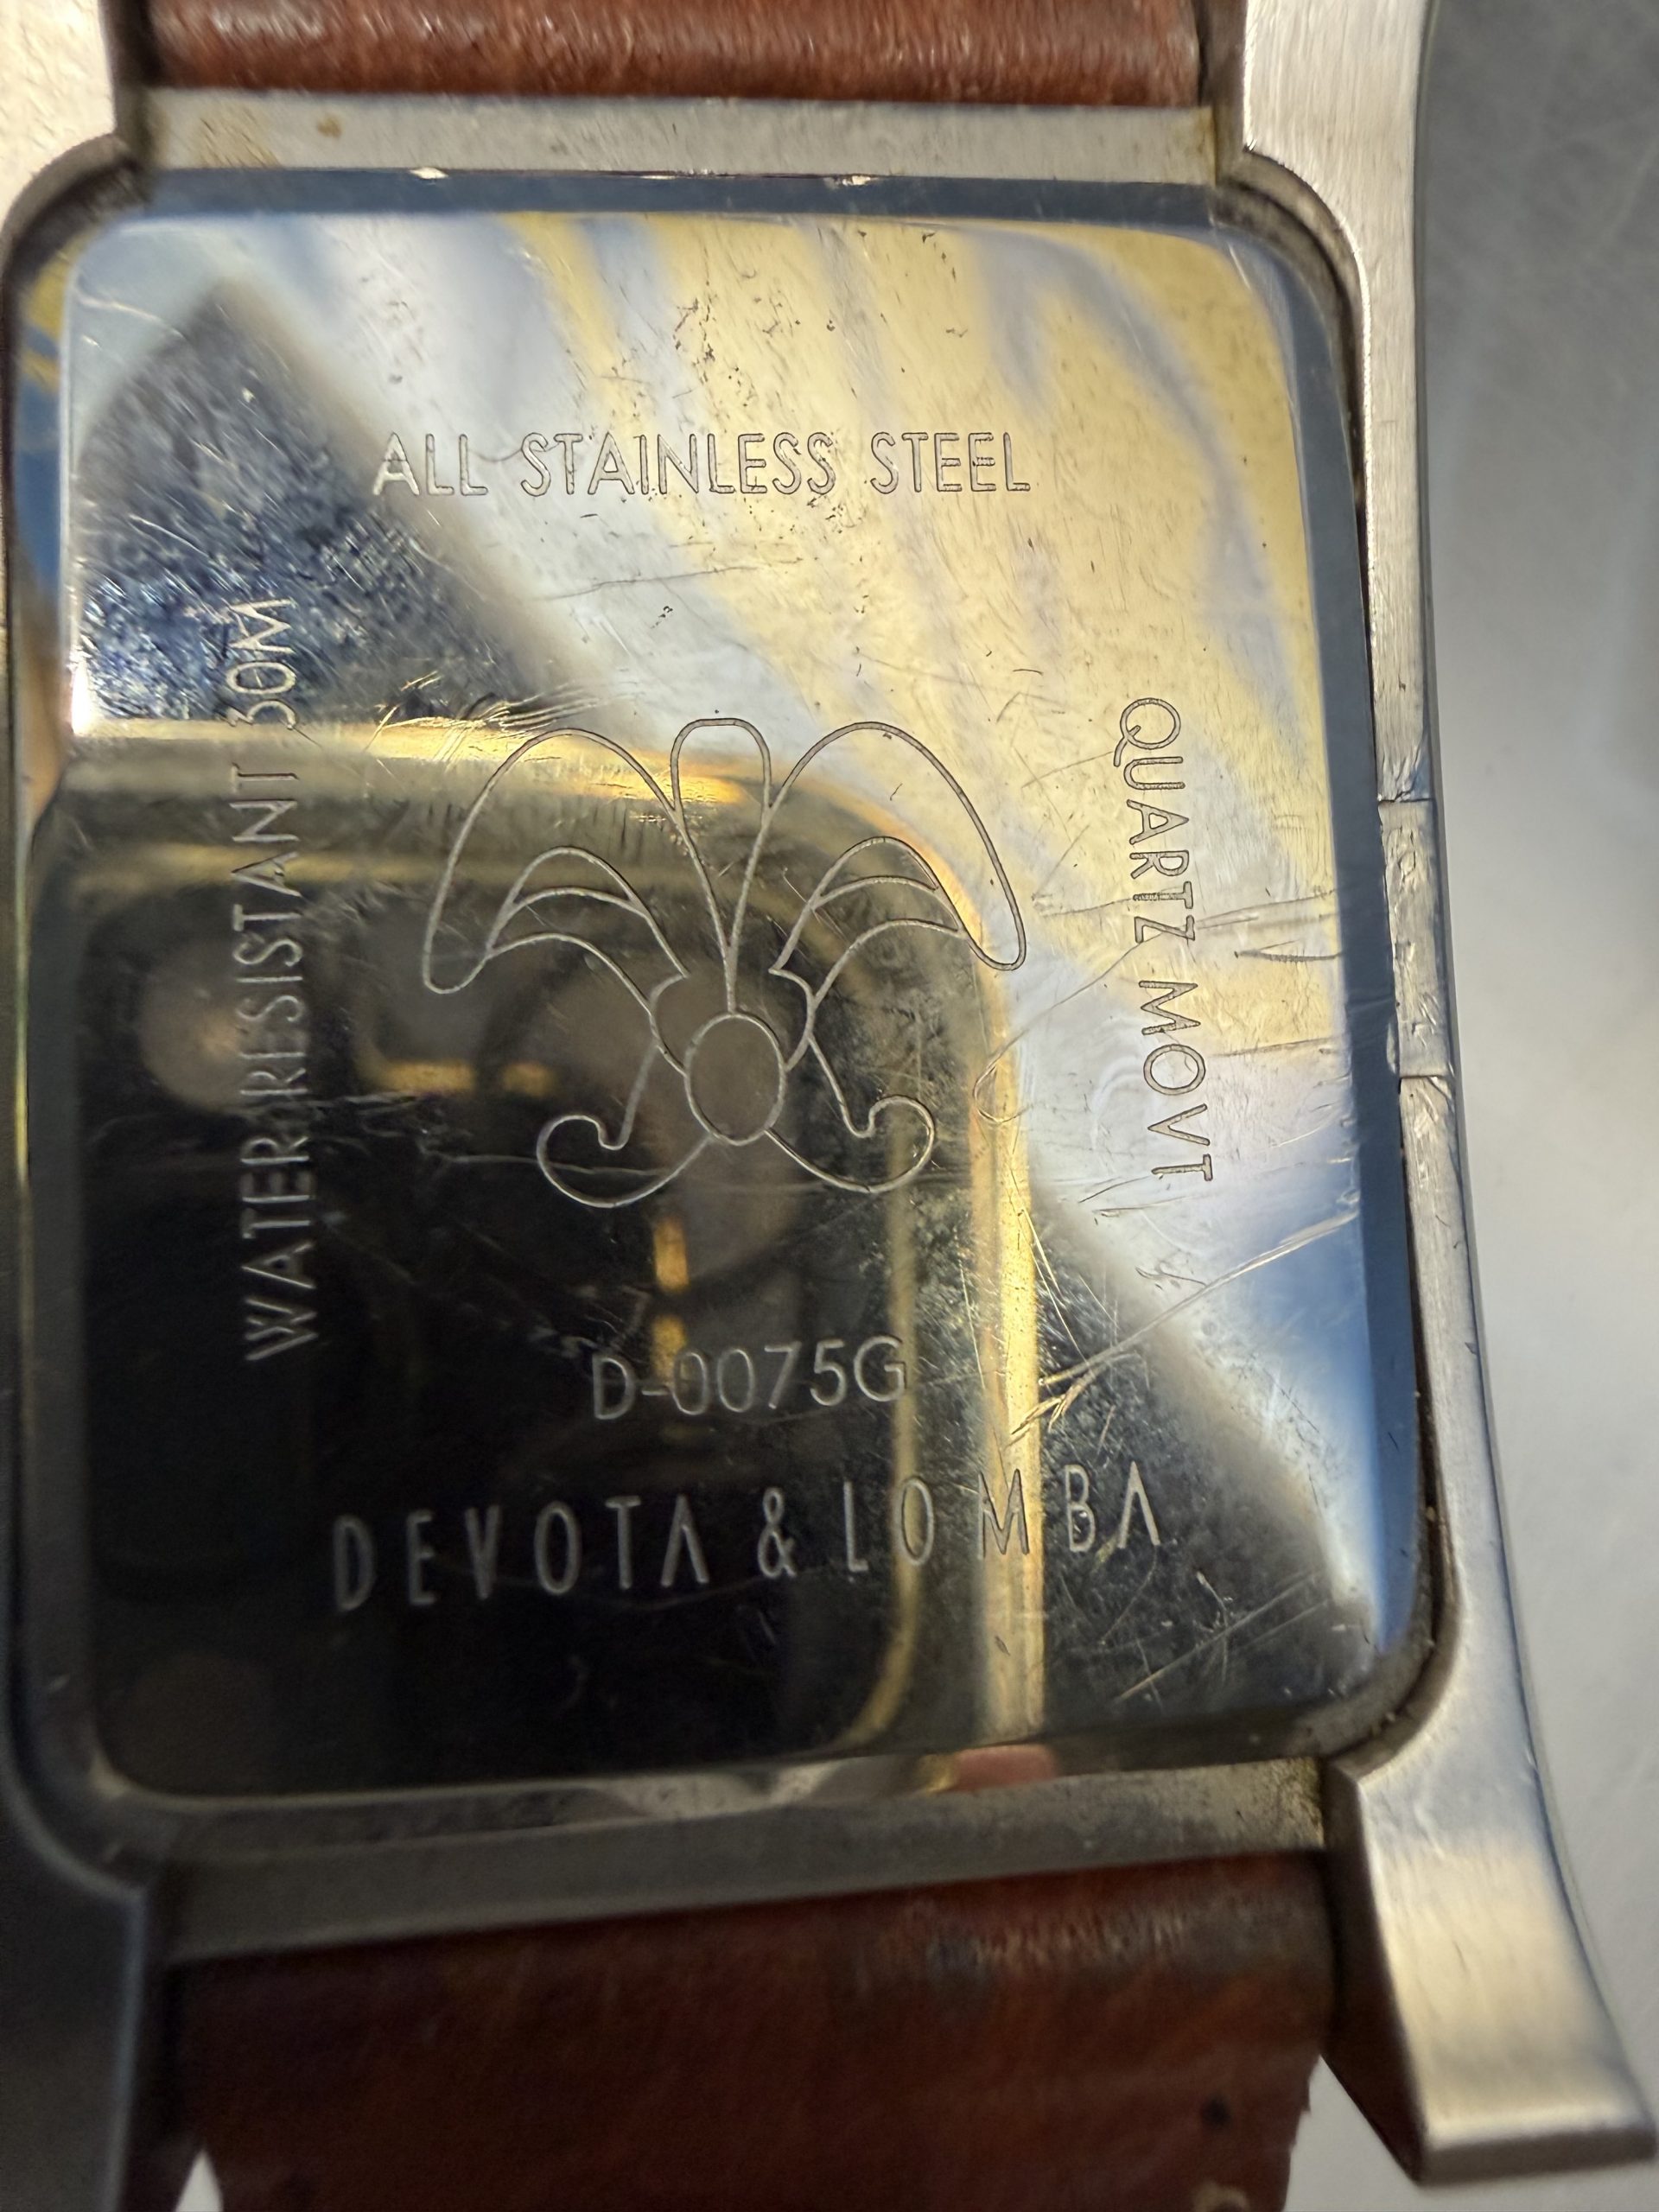 ALL STAINLESS STEEL
WATER RESISTANT 30M
QUARTZ MOVT
D-0075G
DEVOTA & LOMBA